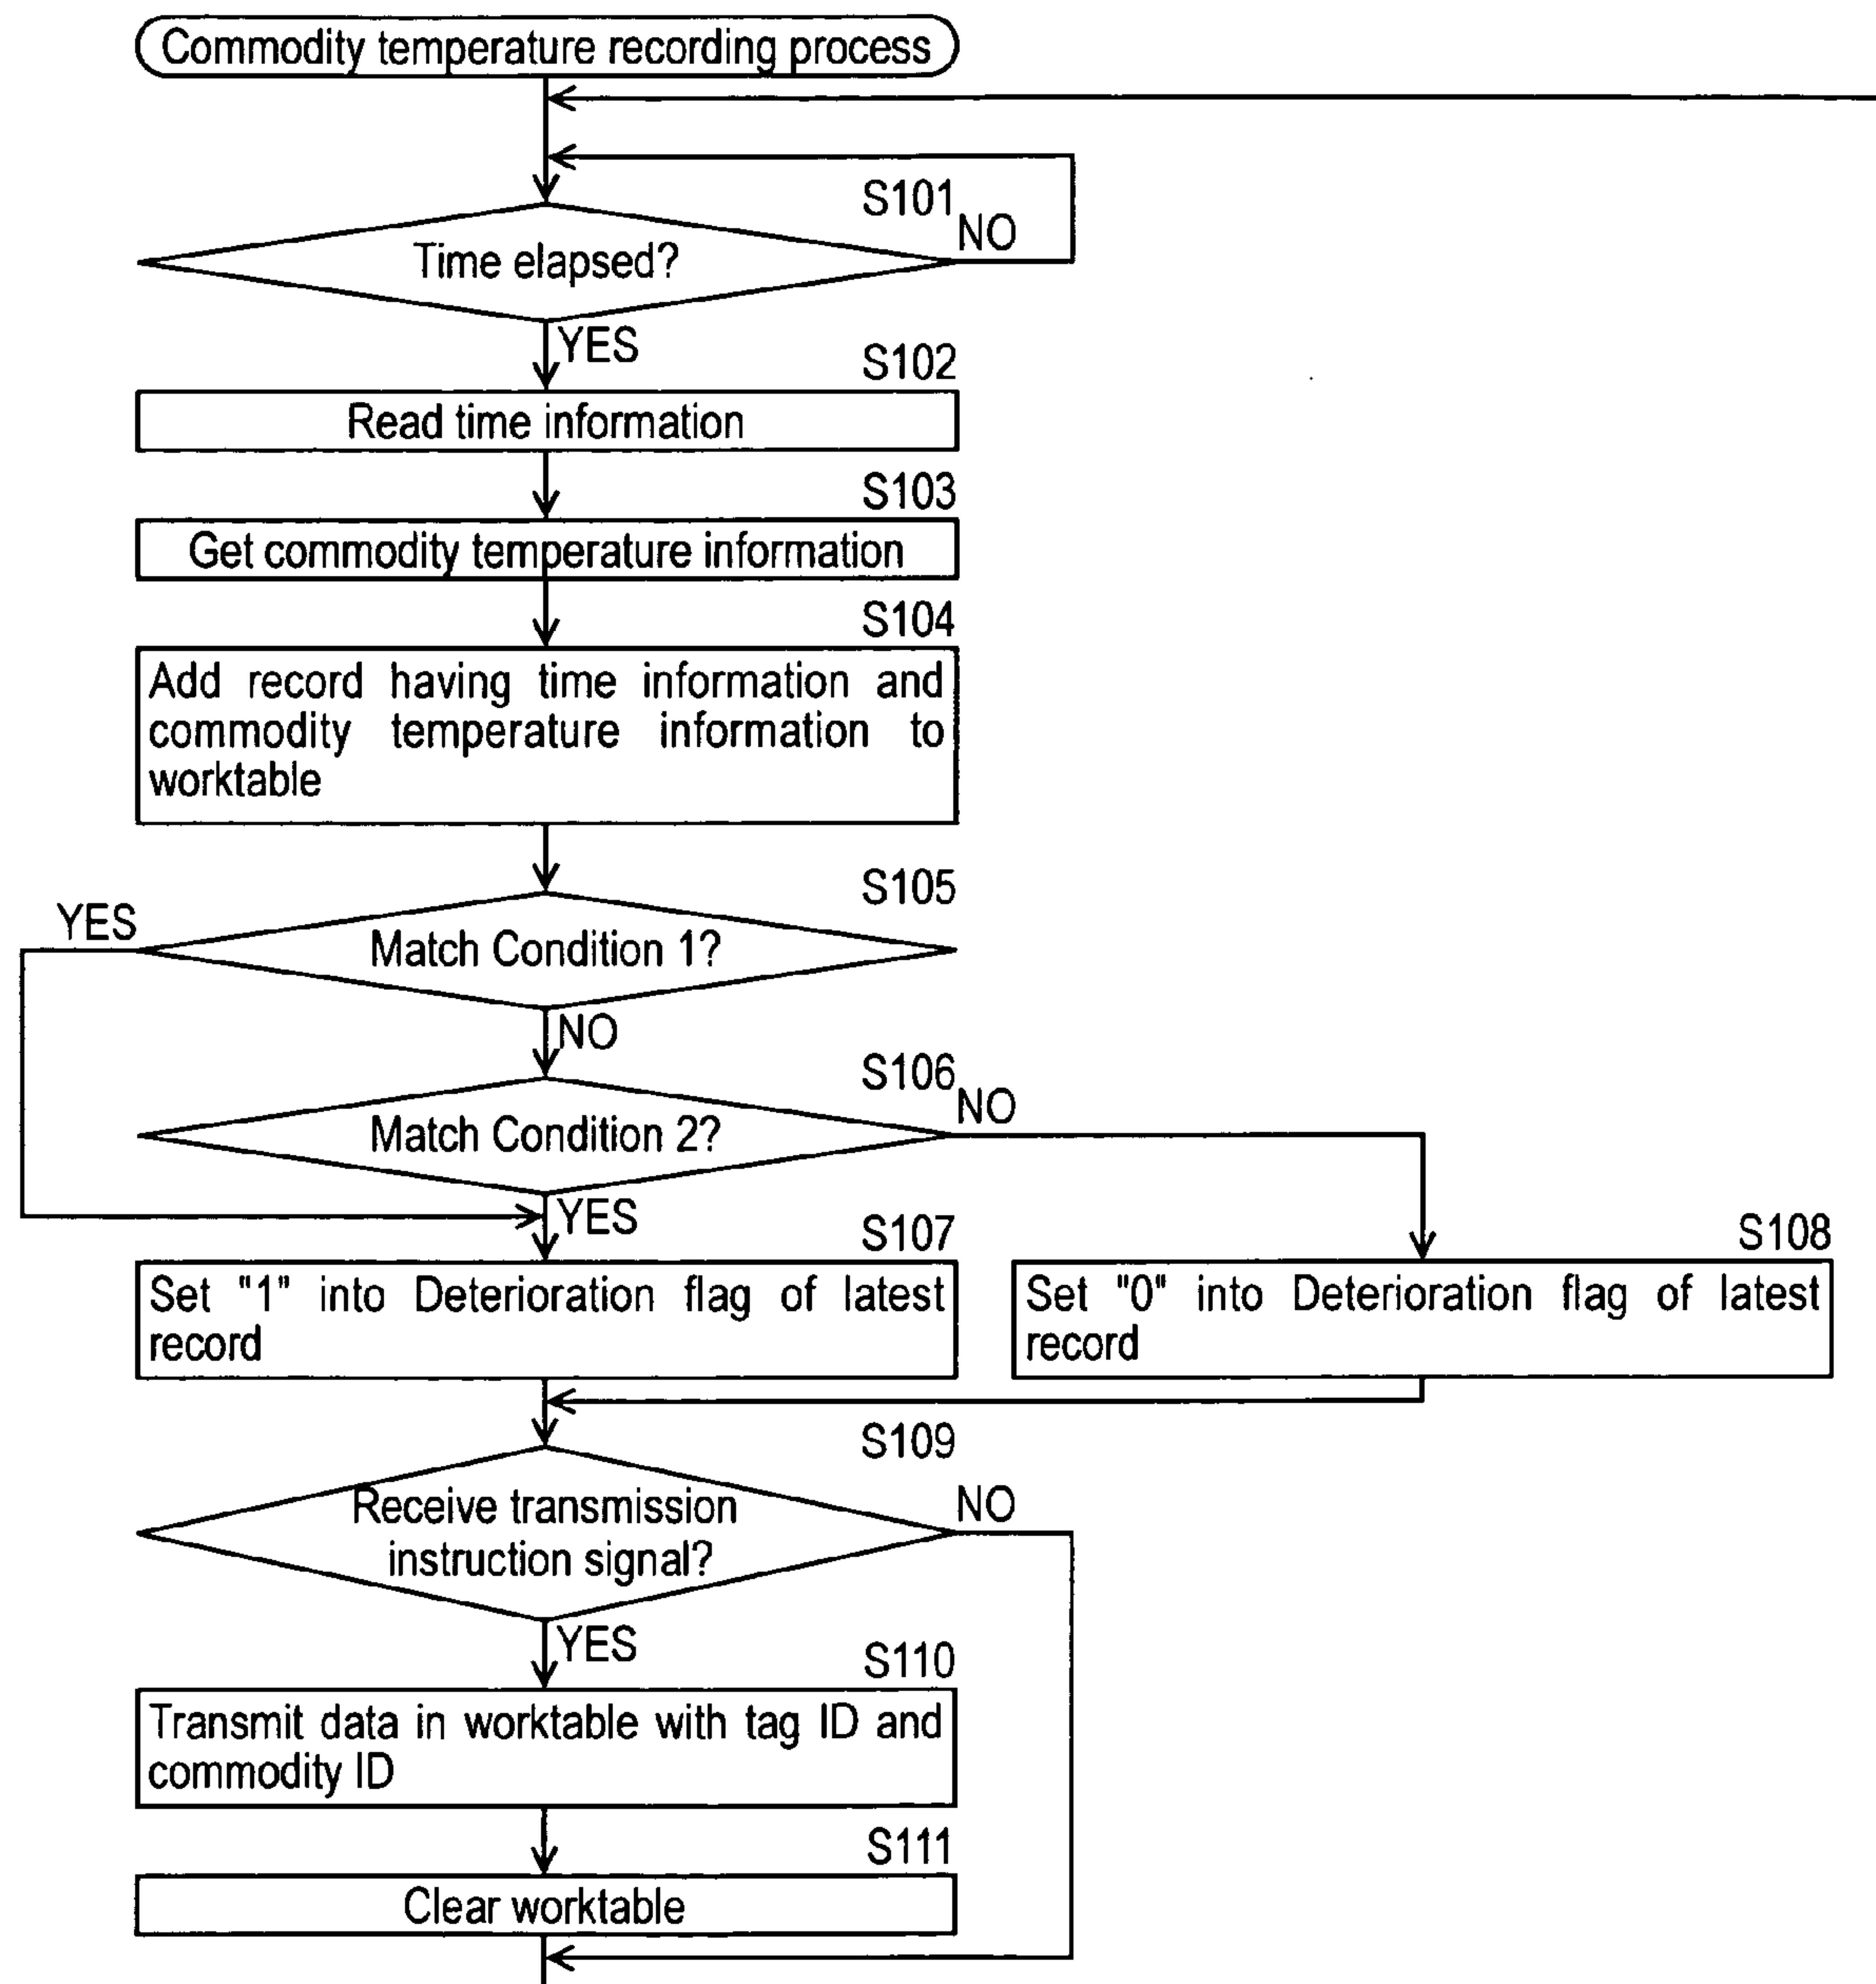 Commodity temperature recording process
S101
NO
Time elapsed?
YES
S102
Read time information
S103
Get commodity temperature information
S104
Add record having time information and
commodity temperature information to
worktable
S105
YES
Match Condition 1?
NO
S106
NO
Match Condition 2?
YES
S107
Set "1" into Deterioration flag of latest
record
S108
Set "0" into Deterioration flag of latest
record
S109
NO
Receive transmission
instruction signal?
YES
S110
Transmit data in worktable with tag ID and
commodity ID
S111
Clear worktable